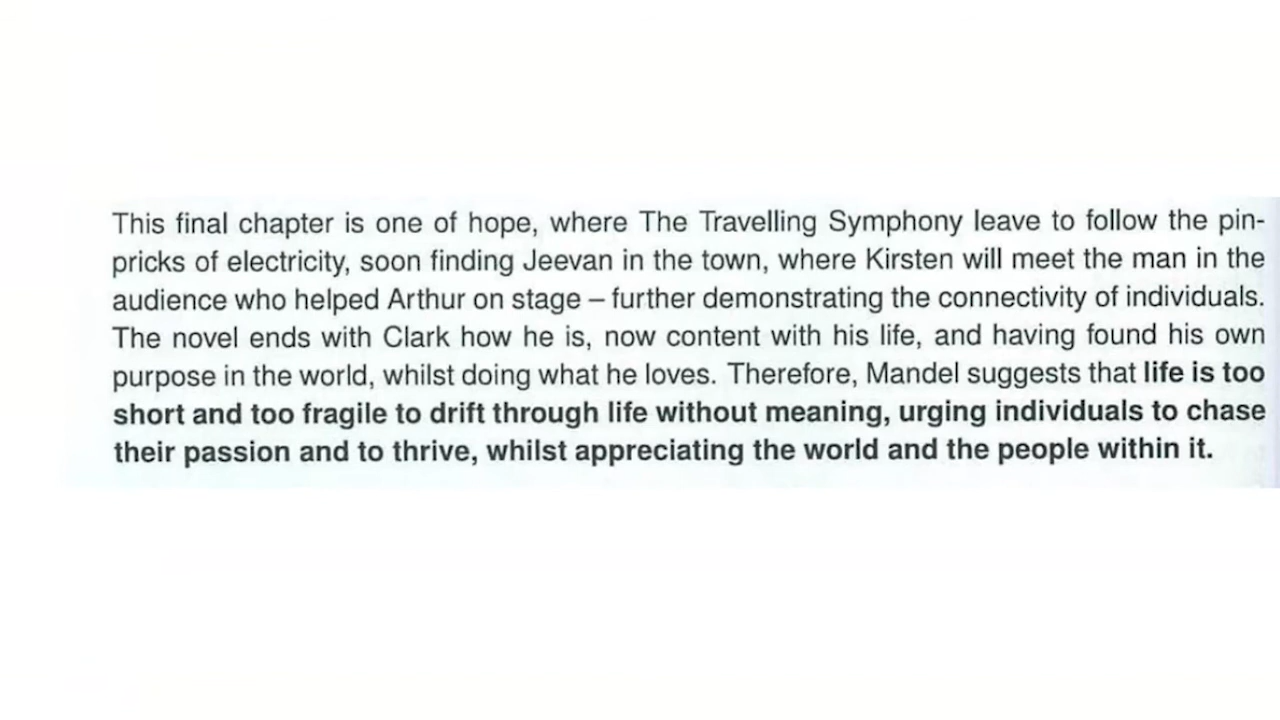 This final chapter is one of hope, where The Travelling Symphony leave to follow the pin-
pricks of electricity, soon finding Jeevan in the town, where Kirsten will meet the man in the
audience who helped Arthur on stage – further demonstrating the connectivity of individuals.
The novel ends with Clark how he is, now content with his life, and having found his own
purpose in the world, whilst doing what he loves. Therefore, Mandel suggests that life is too
short and too fragile to drift through life without meaning, urging individuals to chase
their passion and to thrive, whilst appreciating the world and the people within it.